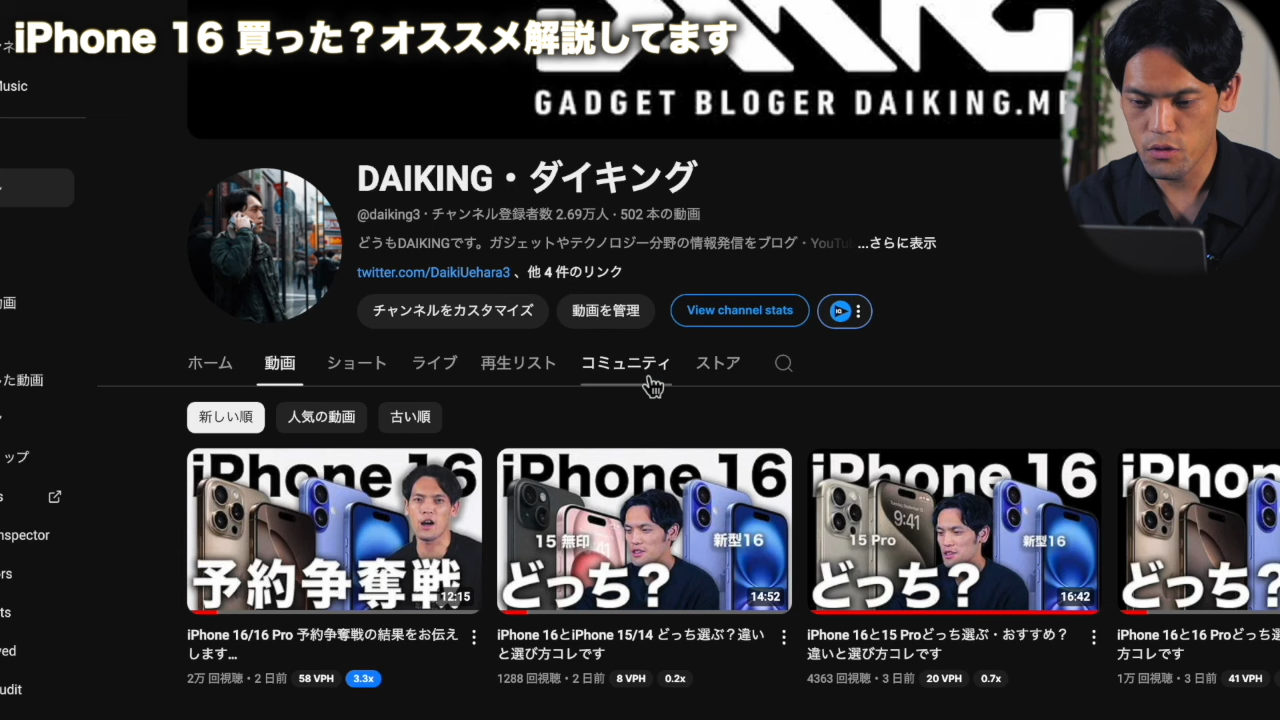 iPhone 16 買った？オススメ解説してます
Music
GADGET BLOGER DAIKING.ME
DAIKING・ダイキング
@daiking3・チャンネル登録者数 2.69万人・502 本の動画
どうもDAIKINGです。ガジェットやテクノロジー分野の情報発信をブログ・YouTu ...さらに表示
twitter.com/DaikiUehara3 、他 4 件のリンク
チャンネルをカスタマイズ
動画を管理
View channel stats
ホーム 動画 ショート ライブ 再生リスト コミュニティ ストア
した動画
新しい順 人気の動画 古い順
iPhone 16
予約争奪戦
12:15
iPhone 16/16 Pro 予約争奪戦の結果をお伝えします...
2万 回視聴・2 日前 58 VPH 3.3x
iPhone 16
15 無印
新型16
どっち？
14:52
iPhone 16とiPhone 15/14 どっち選ぶ？違いと選び方コレです
1288 回視聴・2 日前 8 VPH 0.2x
iPhone 16
9:41
15 Pro
新型16
どっち？
16:42
iPhone 16と15 Proどっち選ぶ・おすすめ？違いと選び方コレです
4363 回視聴・3 日前 20 VPH 0.7x
iPho
どっち？
iPhone 16と16 Proどっち
方コレです
1万 回視聴・3 日前 41 VPH